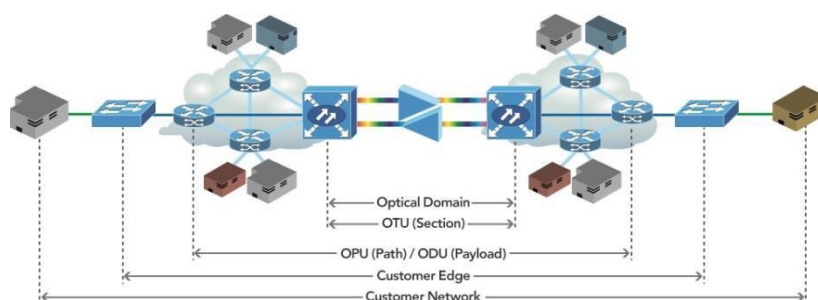 Optical Domain
OTU (Section)
OPU (Path) / ODU (Payload)
Customer Edge
Customer Network